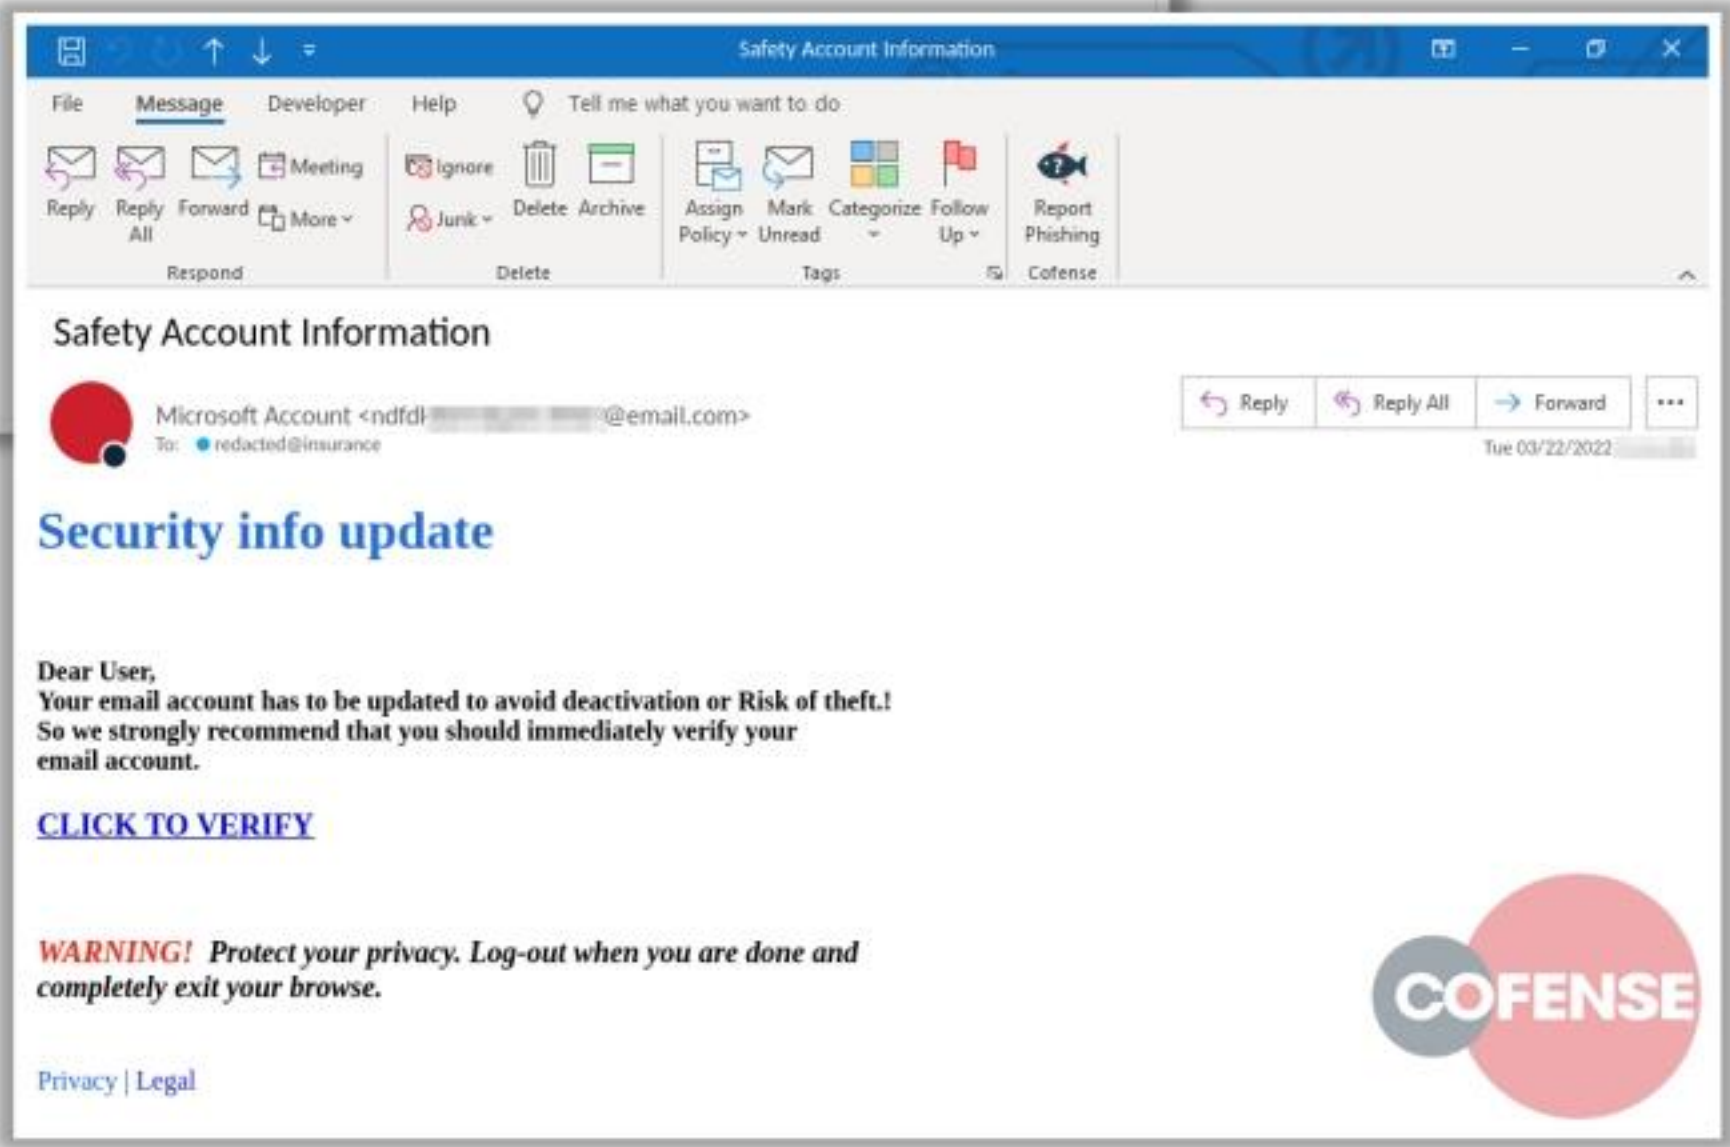 Safety Account Information
File Message Developer Help Tell me what you want to do
Reply
Reply All
Forward
Meeting
More
Respond
Ignore
Junk
Delete
Archive
Delete
Assign Policy
Mark Unread
Categorize
Follow Up
Tags
Report Phishing
Cofense
Safety Account Information
Microsoft Account <ndfd @email.com>
To: redacted@insurance
Reply Reply All Forward ...
Tue 03/22/2022
Security info update
Dear User,
Your email account has to be updated to avoid deactivation or Risk of theft.!
So we strongly recommend that you should immediately verify your
email account.
CLICK TO VERIFY
WARNING! Protect your privacy. Log-out when you are done and
completely exit your browse.
Privacy | Legal
COFENSE